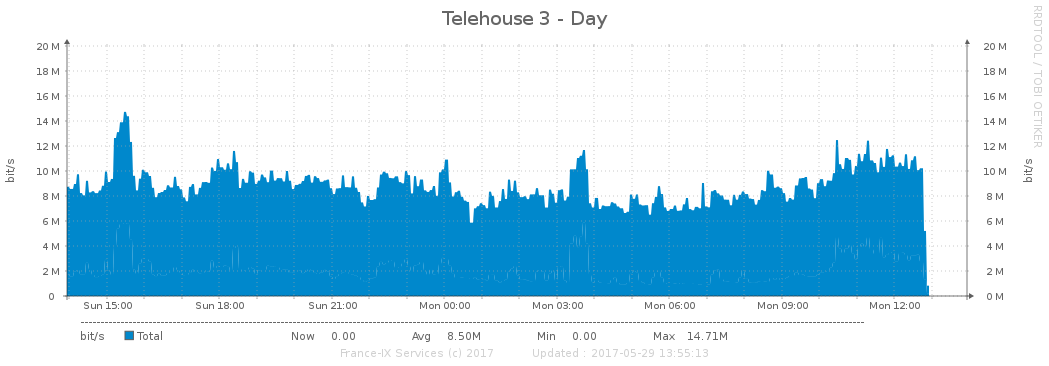 Telehouse 3 - Day
RRDTOOL / TOBI OETIKER
bit/s
bit/s
20 M 20 M
18 M 18 M
16 M 16 M
14 M 14 M
12 M 12 M
10 M 10 M
8 M 8 M
6 M 6 M
4 M 4 M
2 M 2 M
0 0 M
Sun 15:00 Sun 18:00 Sun 21:00 Mon 00:00 Mon 03:00 Mon 06:00 Mon 09:00 Mon 12:00
bit/s Total Now 0.00 Avg 8.50M Min 0.00 Max 14.71M
France-IX Services (c) 2017 Updated : 2017-05-29 13:55:13